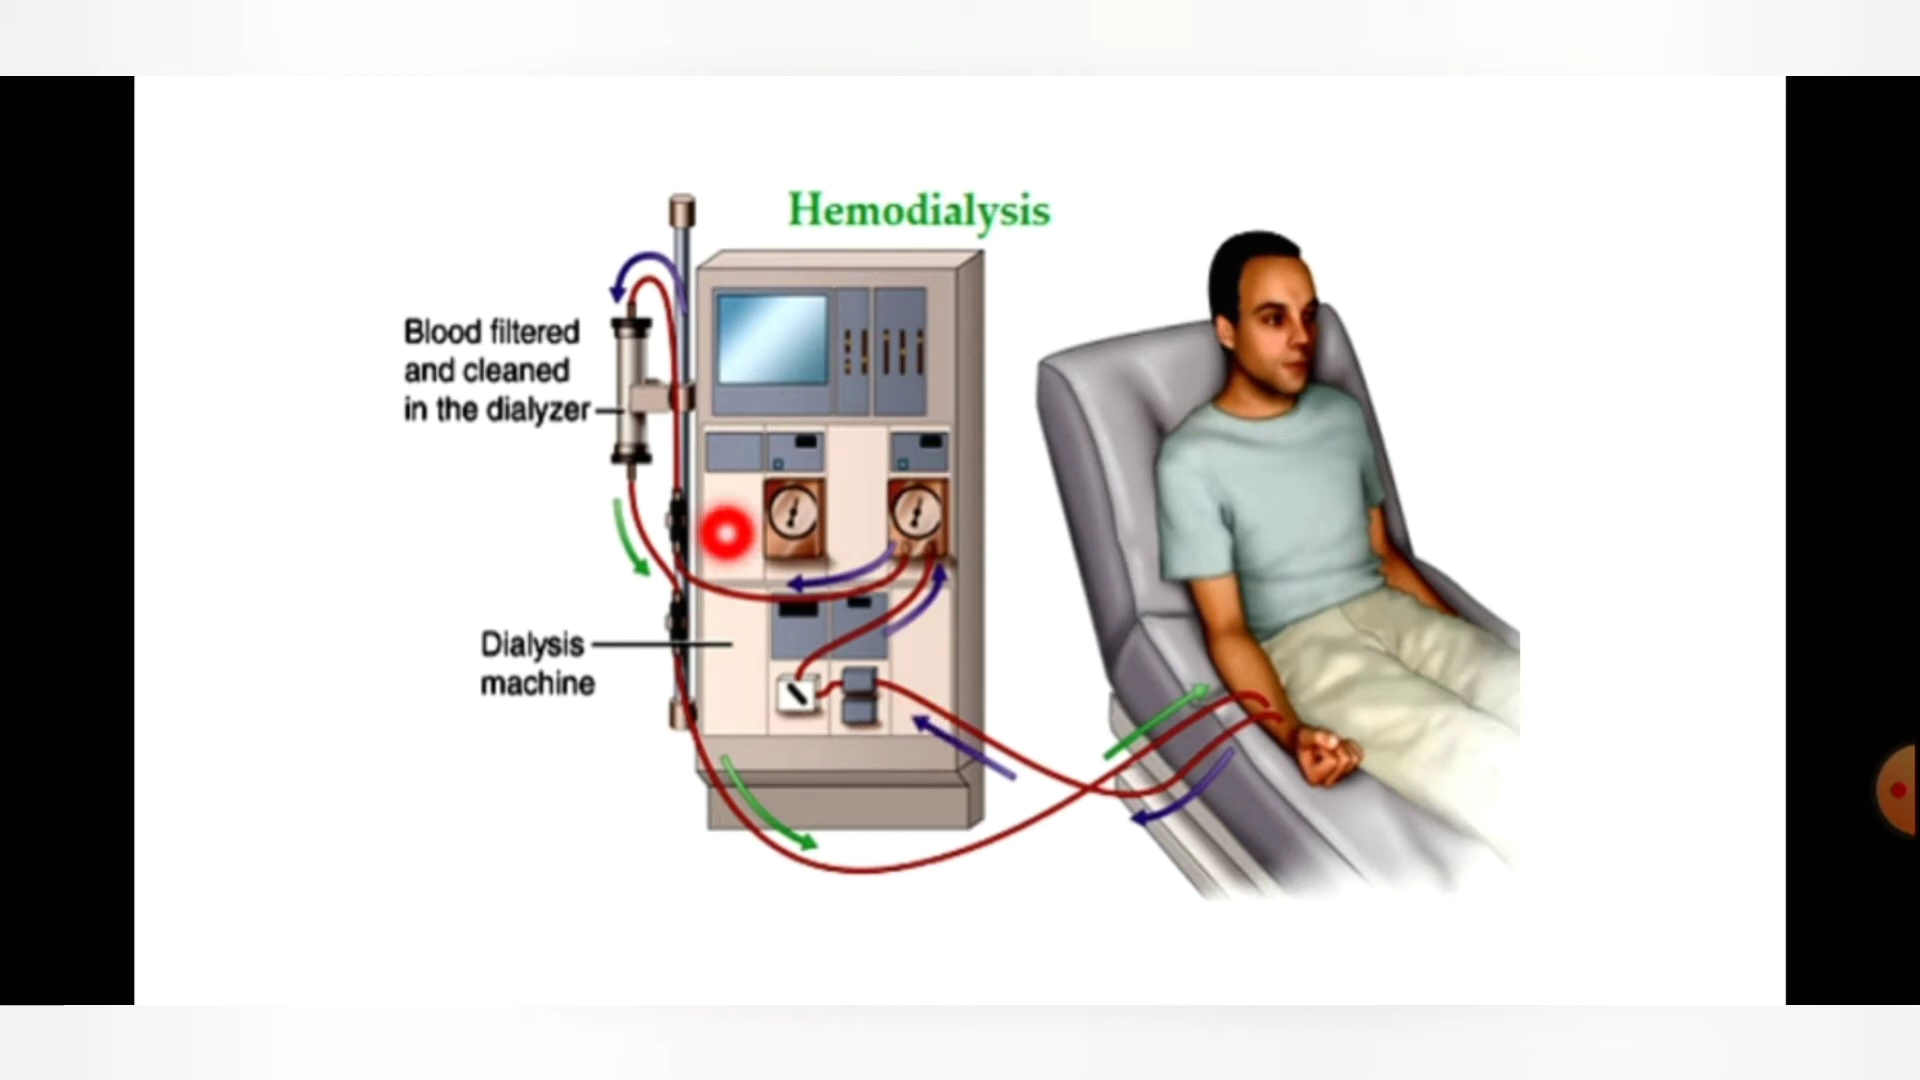 Hemodialysis
Blood filtered
and cleaned
in the dialyzer
Dialysis
machine